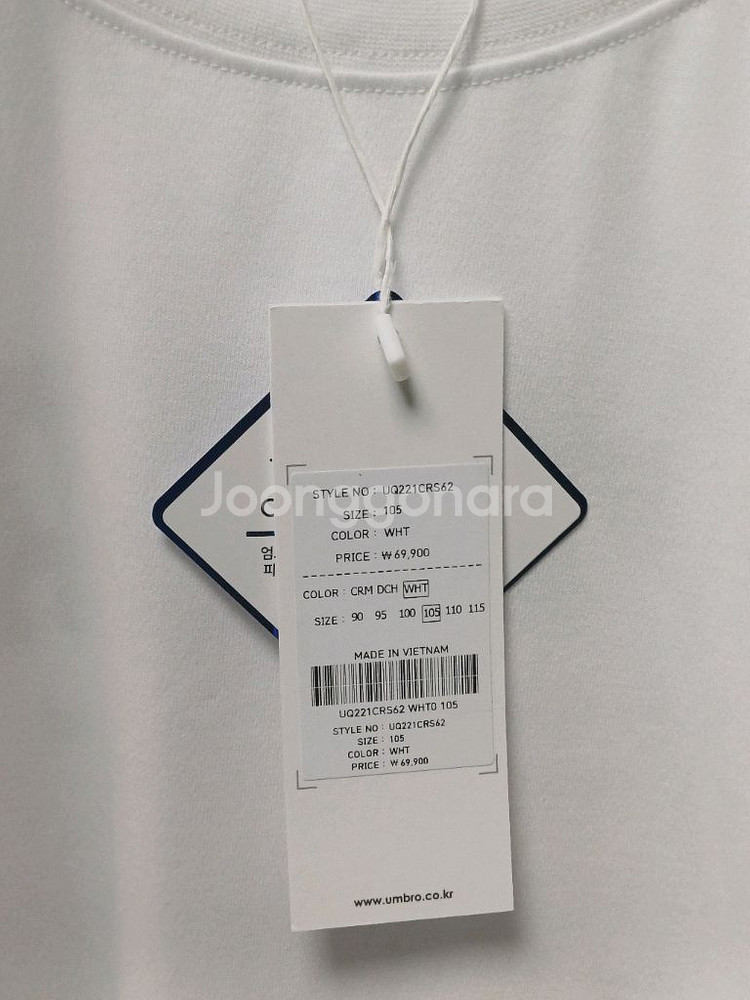 Joonggonara
STYLE NO : UQ221CRS62
SIZE : 105
COLOR : WHT
PRICE : ₩ 69,900
COLOR : CRM DCH WHT
SIZE : 90 95 100 105 110 115
MADE IN VIETNAM
UQ221CRS62 WHT0 105
STYLE NO : UQ221CRS62
SIZE : 105
COLOR : WHT
PRICE : ₩ 69,900
www.umbro.co.kr